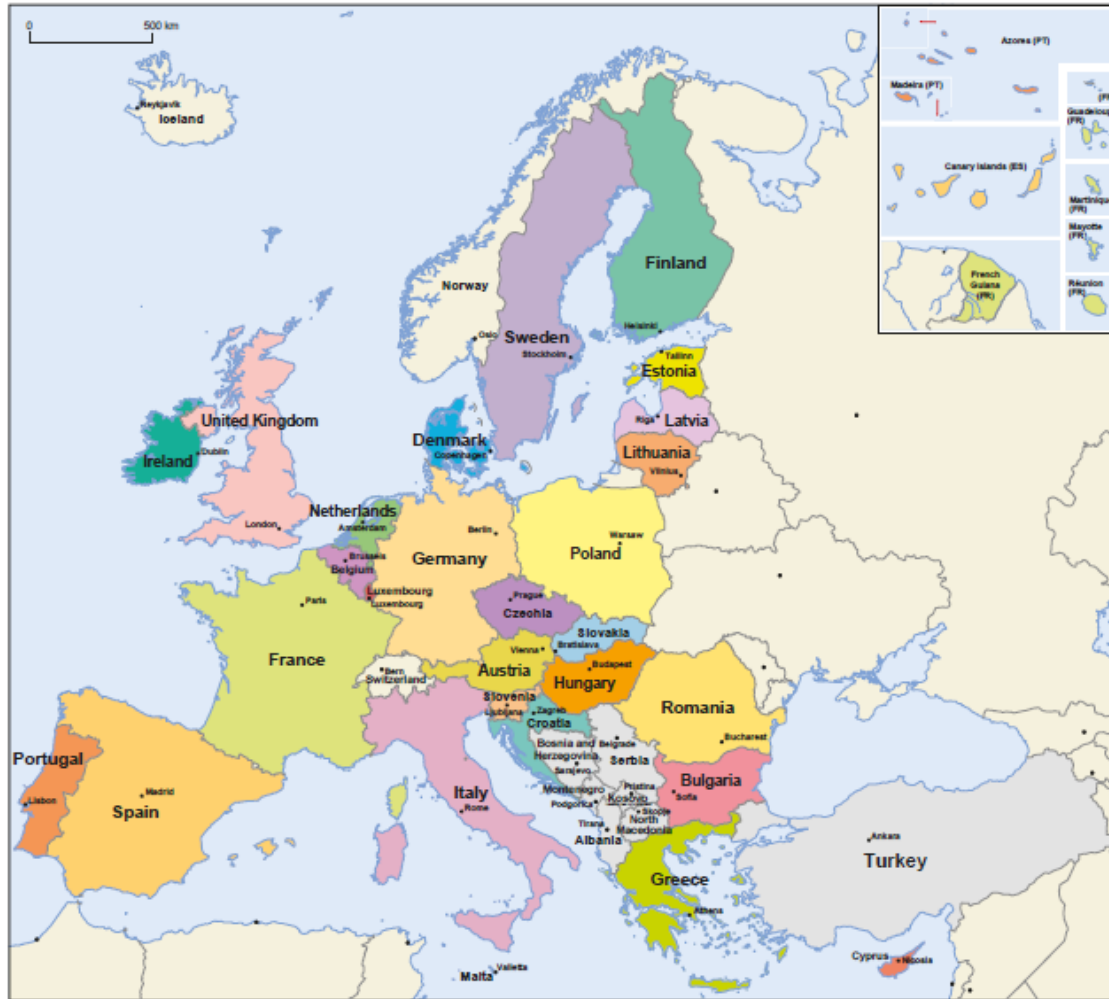 0 500 km
Azores (PT)
Madeira (PT)
Guadeloup
(FR)
Canary Islands (ES)
Martinique
(FR)
Mayotte
(FR)
French
Guiana
(FR)
Réunion
(FR)
Reykjavik
Iceland
Finland
Norway
Helsinki
Oslo
Sweden
Stockholm
Tallinn
Estonia
United Kingdom
Riga
Latvia
Denmark
Copenhagen
Dublin
Ireland
Lithuania
Vilnius
Netherlands
Amsterdam
London
Berlin
Warsaw
Germany
Poland
Brussels
Belgium
Luxembourg
Luxembourg
Prague
Czechia
Paris
Slovakia
Bratislava
Vienna
France
Austria
Budapest
Hungary
Bern
Switzerland
Slovenia
Ljubljana
Zagreb
Croatia
Romania
Bucharest
Bosnia and
Herzegovina
Sarajevo
Belgrade
Serbia
Portugal
Lisbon
Madrid
Spain
Italy
Rome
Montenegro
Podgorica
Pristina
Kosovo
Bulgaria
Sofia
Skopje
North
Macedonia
Tirana
Albania
Ankara
Turkey
Greece
Athens
Cyprus
Nicosia
Valletta
Malta